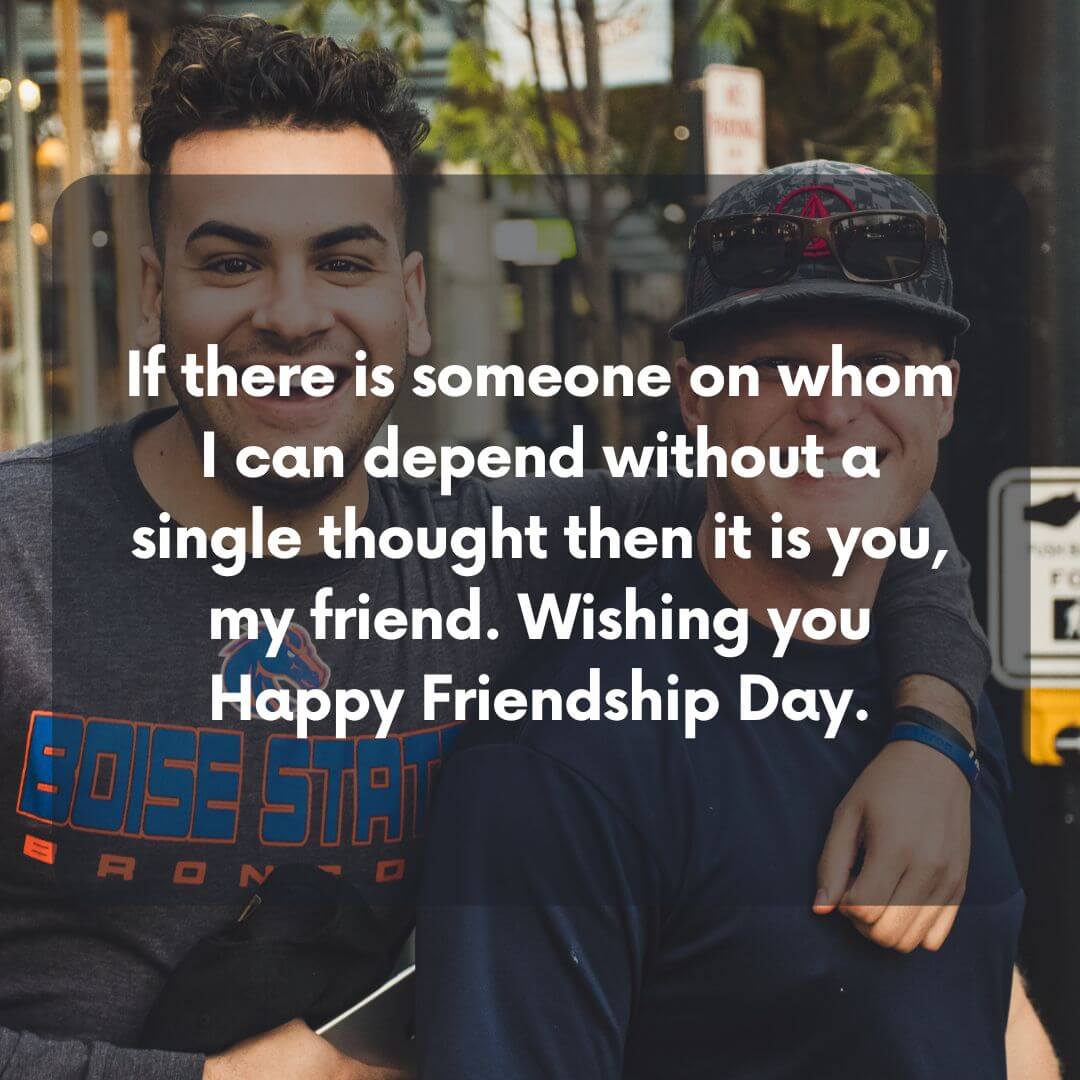 If there is someone on whom
I can depend without a
single thought then it is you,
my friend. Wishing you
Happy Friendship Day.
BOISE STAT